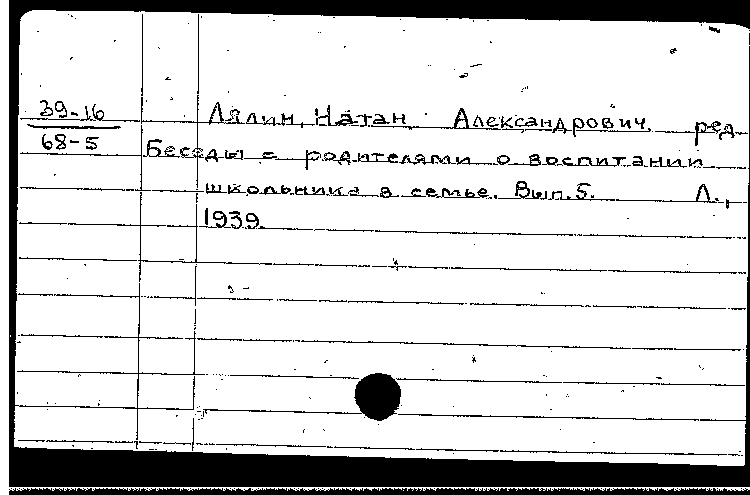 39-16
68-5
Лялин, Натан Александрович. ред.
Беседы с родителями о воспитании
школьника в семье. Вып. 5. Л.,
1939.